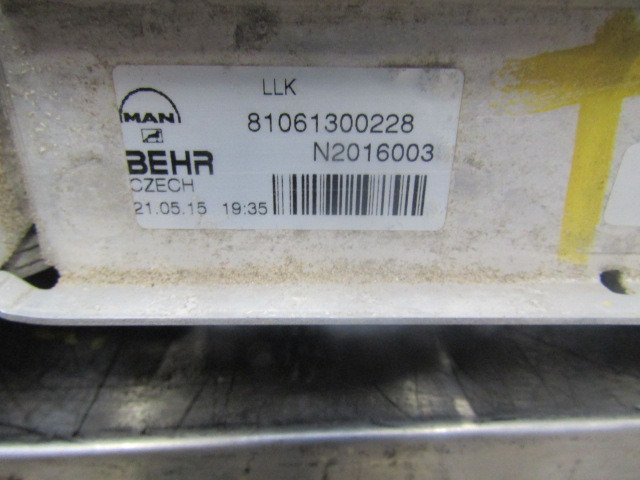 LLK
MAN
81061300228
N2016003
BEHR
CZECH
21.05.15 19:35